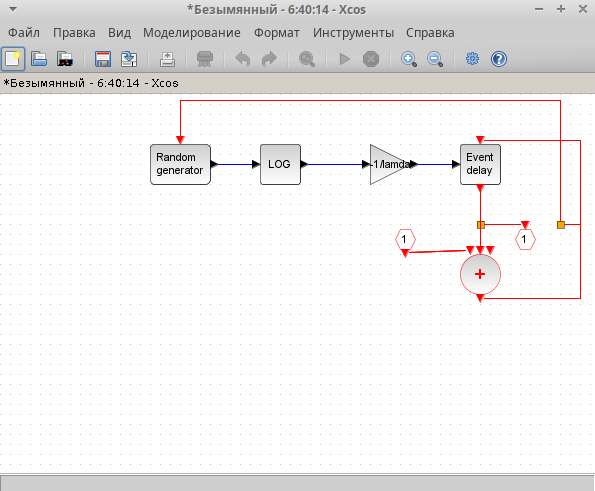 *Безымянный - 6:40:14 - Xcos
Файл Правка Вид Моделирование Формат Инструменты Справка
*Безымянный - 6:40:14 - Xcos
Random
generator
LOG
-1/lamda
Event
delay
1
1
+